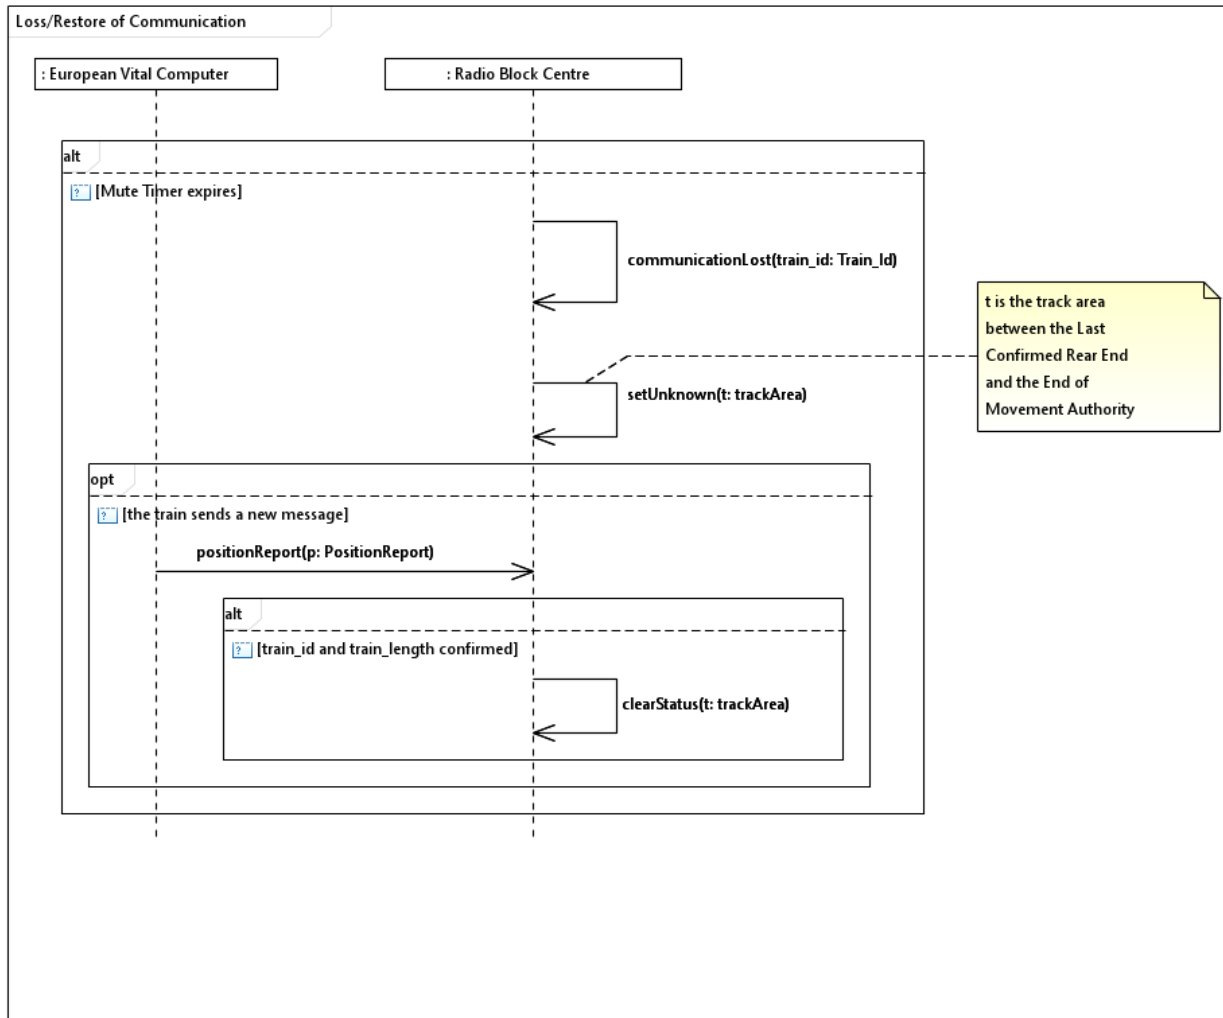 Loss/Restore of Communication
: European Vital Computer
: Radio Block Centre
alt
[Mute Timer expires]
communicationLost(train_id: Train_Id)
t is the track area
between the Last
Confirmed Rear End
and the End of
Movement Authority
setUnknown(t: trackArea)
opt
[the train sends a new message]
positionReport(p: PositionReport)
alt
[train_id and train_length confirmed]
clearStatus(t: trackArea)